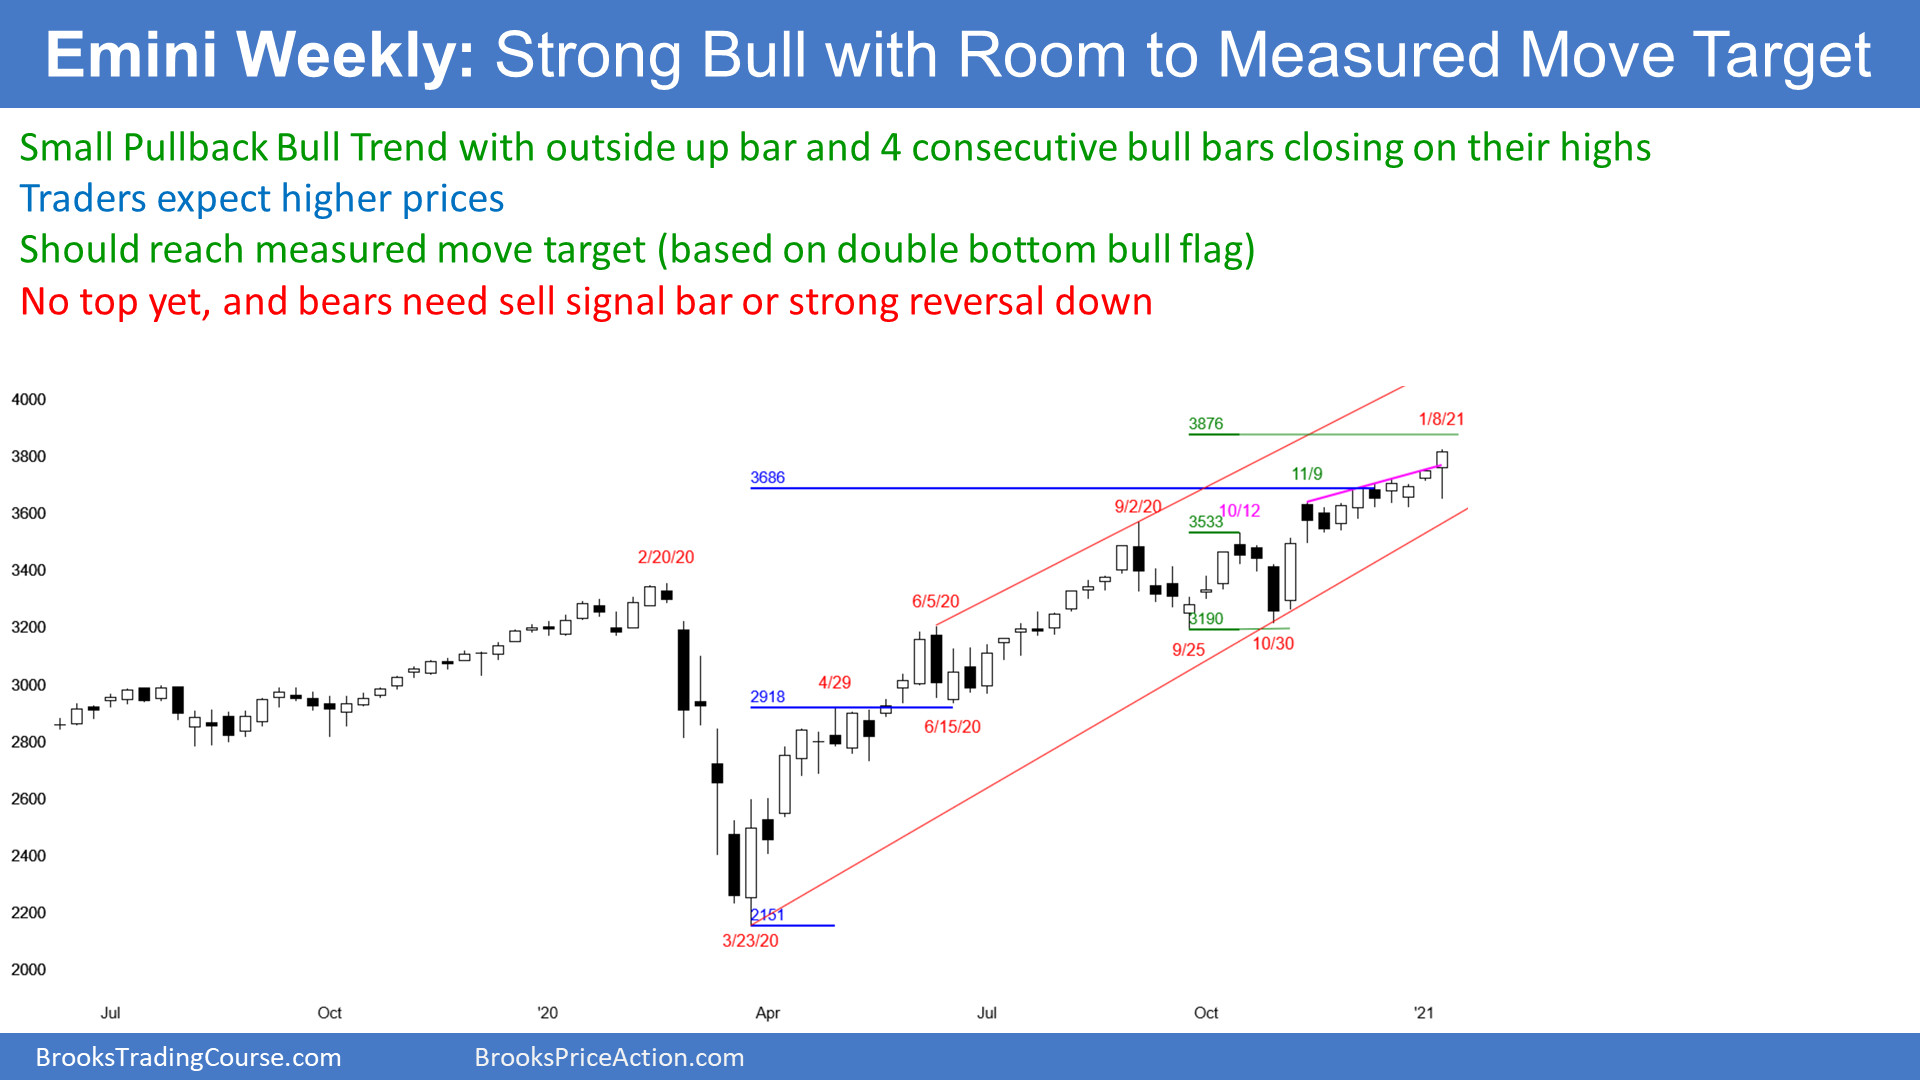 Emini Weekly: Strong Bull with Room to Measured Move Target
Small Pullback Bull Trend with outside up bar and 4 consecutive bull bars closing on their highs
Traders expect higher prices
Should reach measured move target (based on double bottom bull flag)
No top yet, and bears need sell signal bar or strong reversal down
4000
3800
3600
3400
3200
3000
2800
2600
2400
2200
2000
2/20/20
3686
2918
2151
3/23/20
4/29
6/5/20
6/15/20
9/2/20
3876
3533
3190
9/25
10/12
10/30
11/9
1/8/21
Jul
Oct
'20
Apr
Jul
Oct
'21
BrooksTradingCourse.com
BrooksPriceAction.com